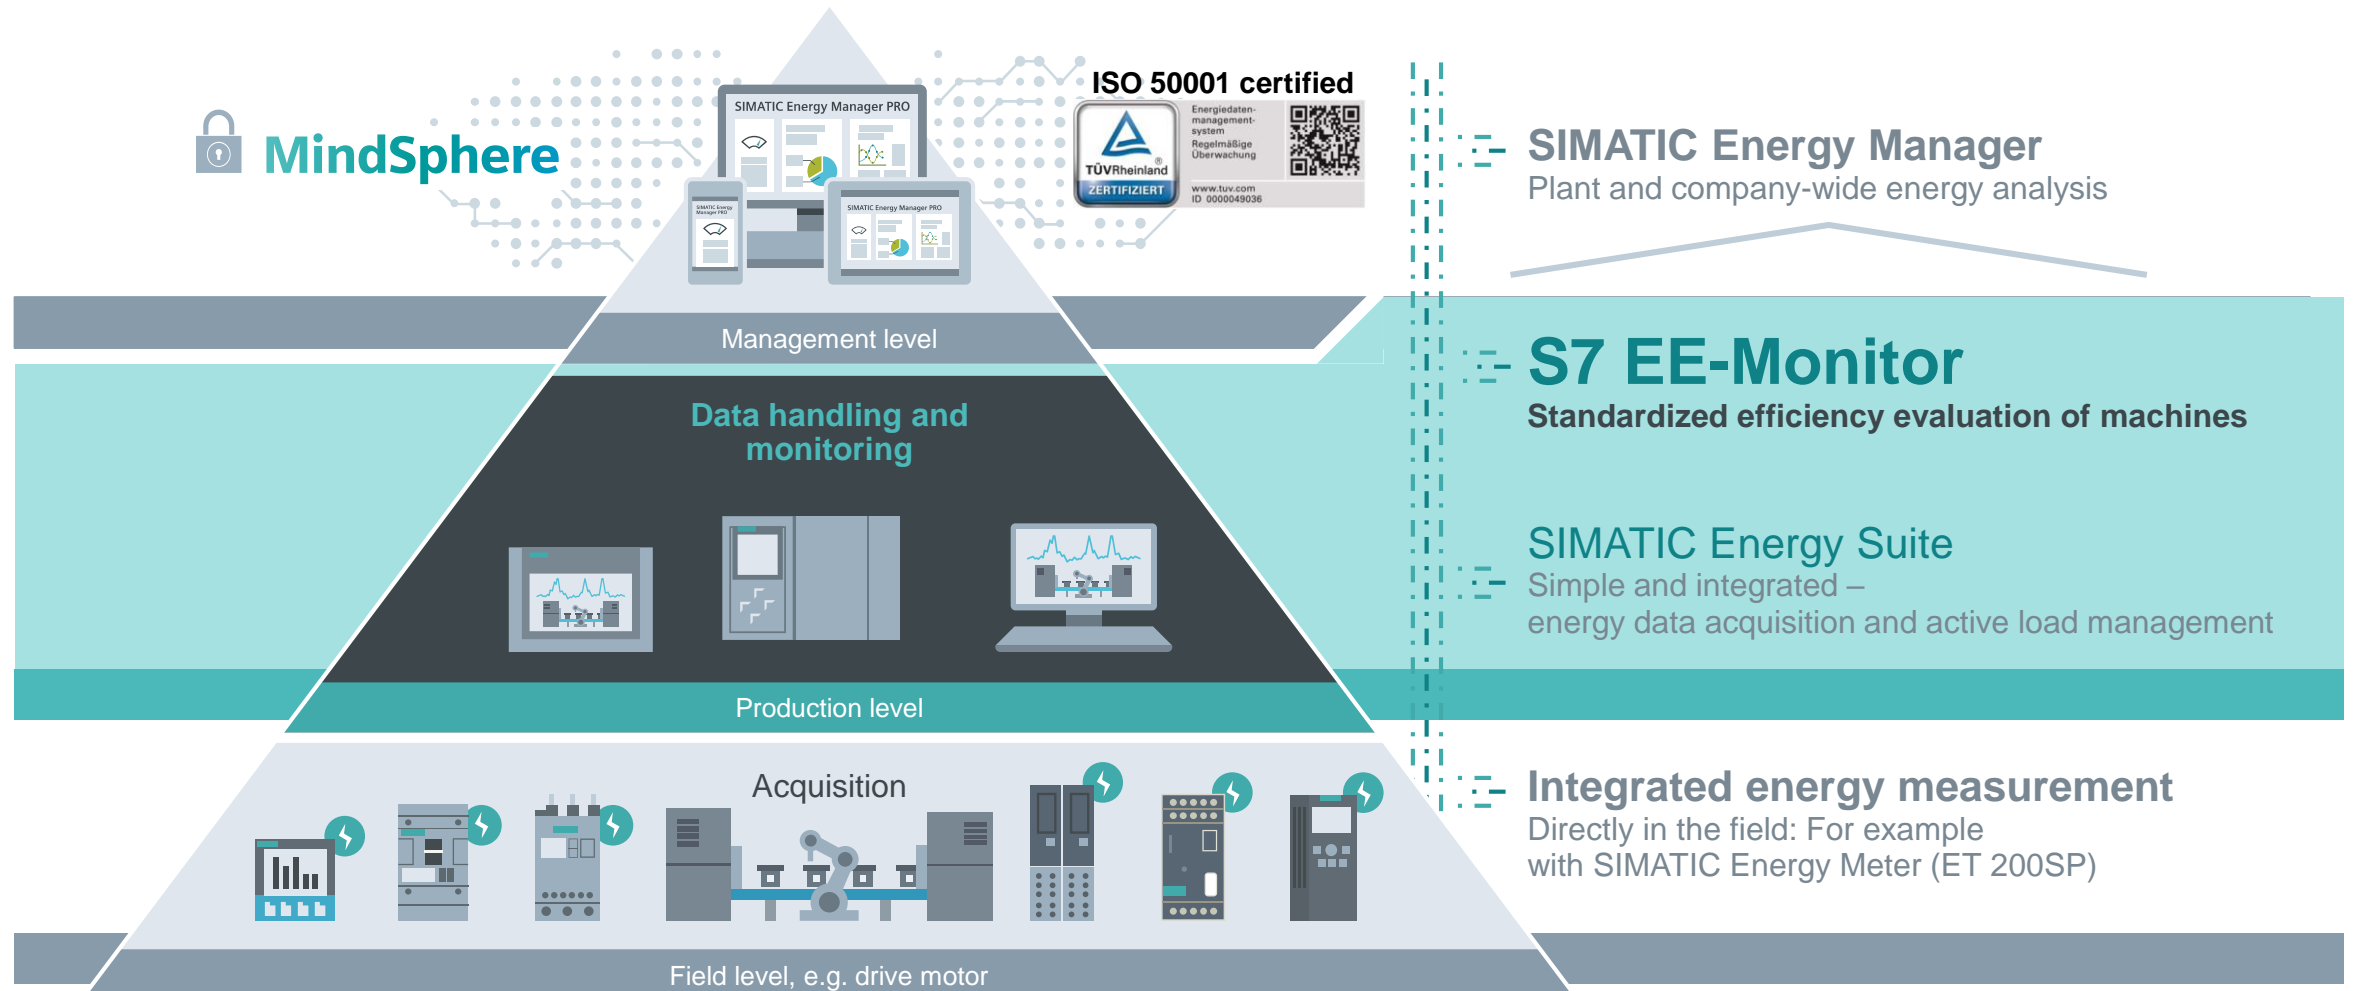 MindSphere
SIMATIC Energy Manager PRO
SIMATIC Energy
Manager PRO
SIMATIC Energy Manager PRO
ISO 50001 certified
TÜVRheinland
®
ZERTIFIZIERT
Energiedaten-
management-
system
Regelmäßige
Überwachung
www.tuv.com
ID 0000049036
SIMATIC Energy Manager
Plant and company-wide energy analysis
Management level
S7 EE-Monitor
Standardized efficiency evaluation of machines
Data handling and
monitoring
SIMATIC Energy Suite
Simple and integrated –
energy data acquisition and active load management
Production level
Acquisition
Integrated energy measurement
Directly in the field: For example
with SIMATIC Energy Meter (ET 200SP)
Field level, e.g. drive motor